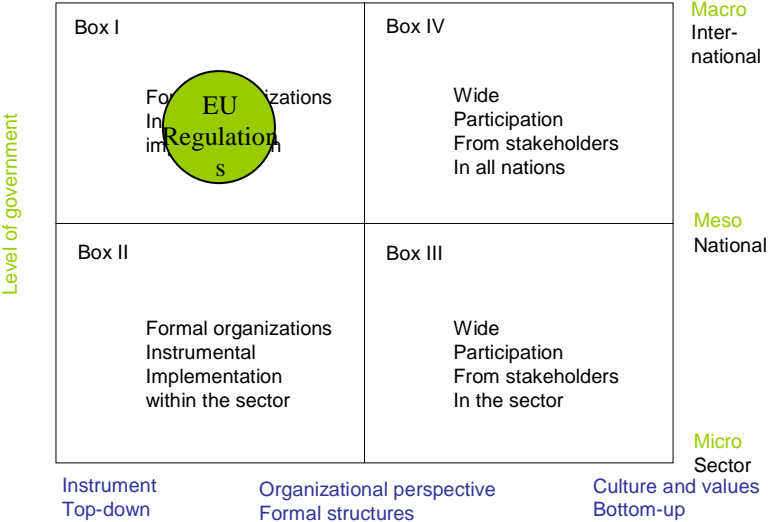 Macro
Inter-
national
Box I
Box IV
izations
EU
Regulation
s
Wide
Participation
From stakeholders
In all nations
Level of government
Meso
National
Box II
Box III
Formal organizations
Instrumental
Implementation
within the sector
Wide
Participation
From stakeholders
In the sector
Micro
Sector
Instrument
Top-down
Organizational perspective
Formal structures
Culture and values
Bottom-up